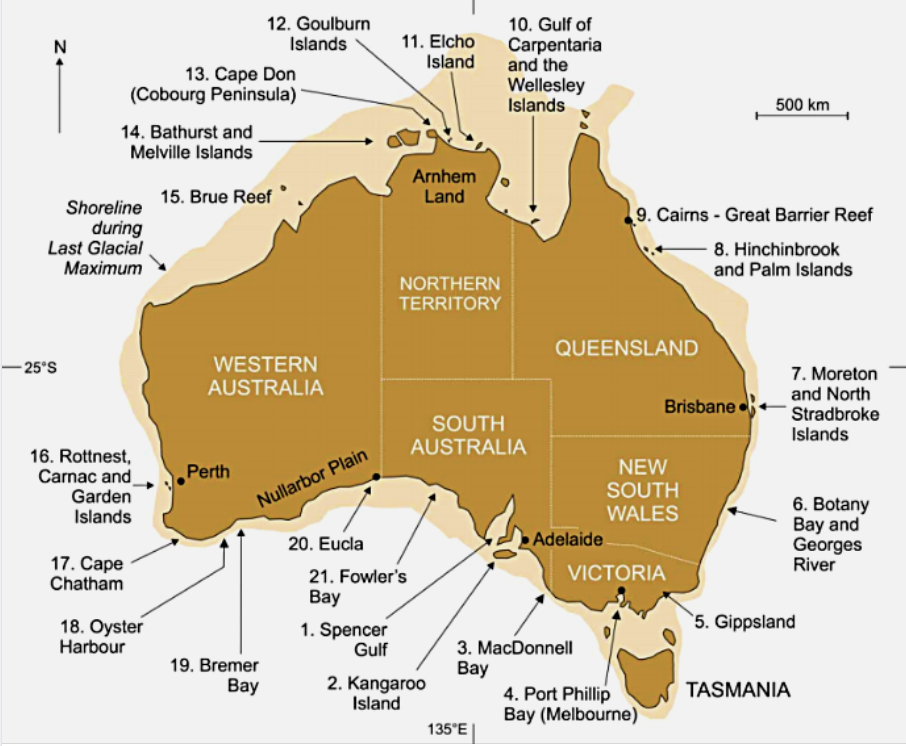 12. Goulburn
Islands
11. Elcho
Island
10. Gulf of
Carpentaria
and the
Wellesley
Islands
N
13. Cape Don
(Cobourg Peninsula)
500 km
14. Bathurst and
Melville Islands
Arnhem
Land
15. Brue Reef
Shoreline
during
Last Glacial
Maximum
9. Cairns - Great Barrier Reef
8. Hinchinbrook
and Palm Islands
NORTHERN
TERRITORY
QUEENSLAND
25°S
WESTERN
AUSTRALIA
7. Moreton
and North
Stradbroke
Islands
Brisbane
SOUTH
AUSTRALIA
16. Rottnest,
Carnac and
Garden
Islands
Perth
Nullarbor Plain
NEW
SOUTH
WALES
6. Botany
Bay and
Georges
River
20. Eucla
Adelaide
17. Cape
Chatham
21. Fowler's
Bay
VICTORIA
18. Oyster
Harbour
1. Spencer
Gulf
5. Gippsland
19. Bremer
Bay
2. Kangaroo
Island
3. MacDonnell
Bay
4. Port Phillip
Bay (Melbourne)
TASMANIA
135°E